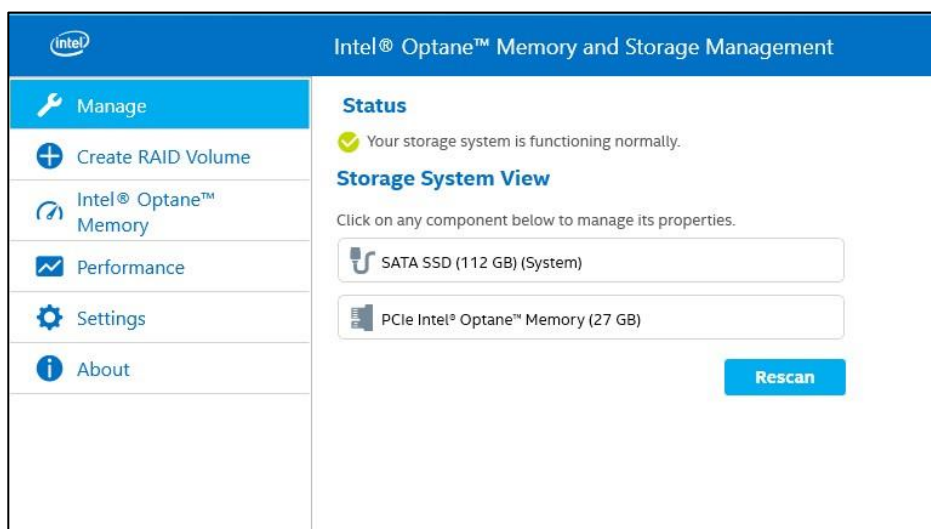 intel
Intel® Optane™ Memory and Storage Management
Manage
Create RAID Volume
Intel® Optane™
Memory
Performance
Settings
About
Status
Your storage system is functioning normally.
Storage System View
Click on any component below to manage its properties.
SATA SSD (112 GB) (System)
PCIe Intel® Optane™ Memory (27 GB)
Rescan